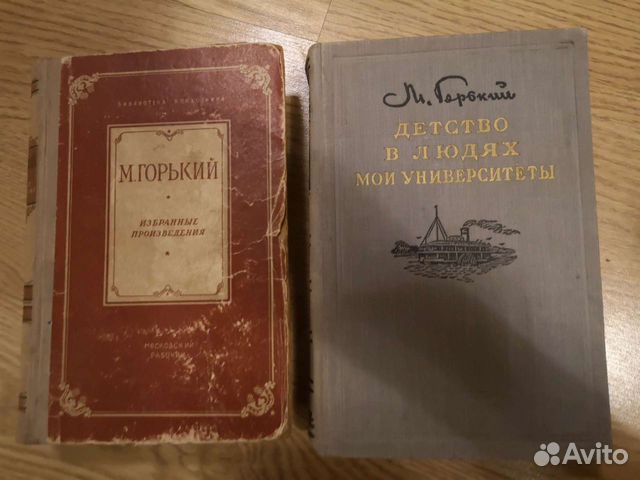 М. ГОРЬКИЙ
ИЗБРАННЫЕ
ПРОИЗВЕДЕНИЯ
МОСКОВСКИЙ
РАБОЧИЙ
М. Горький
ДЕТСТВО
В ЛЮДЯХ
МОИ УНИВЕРСИТЕТЫ
Avito